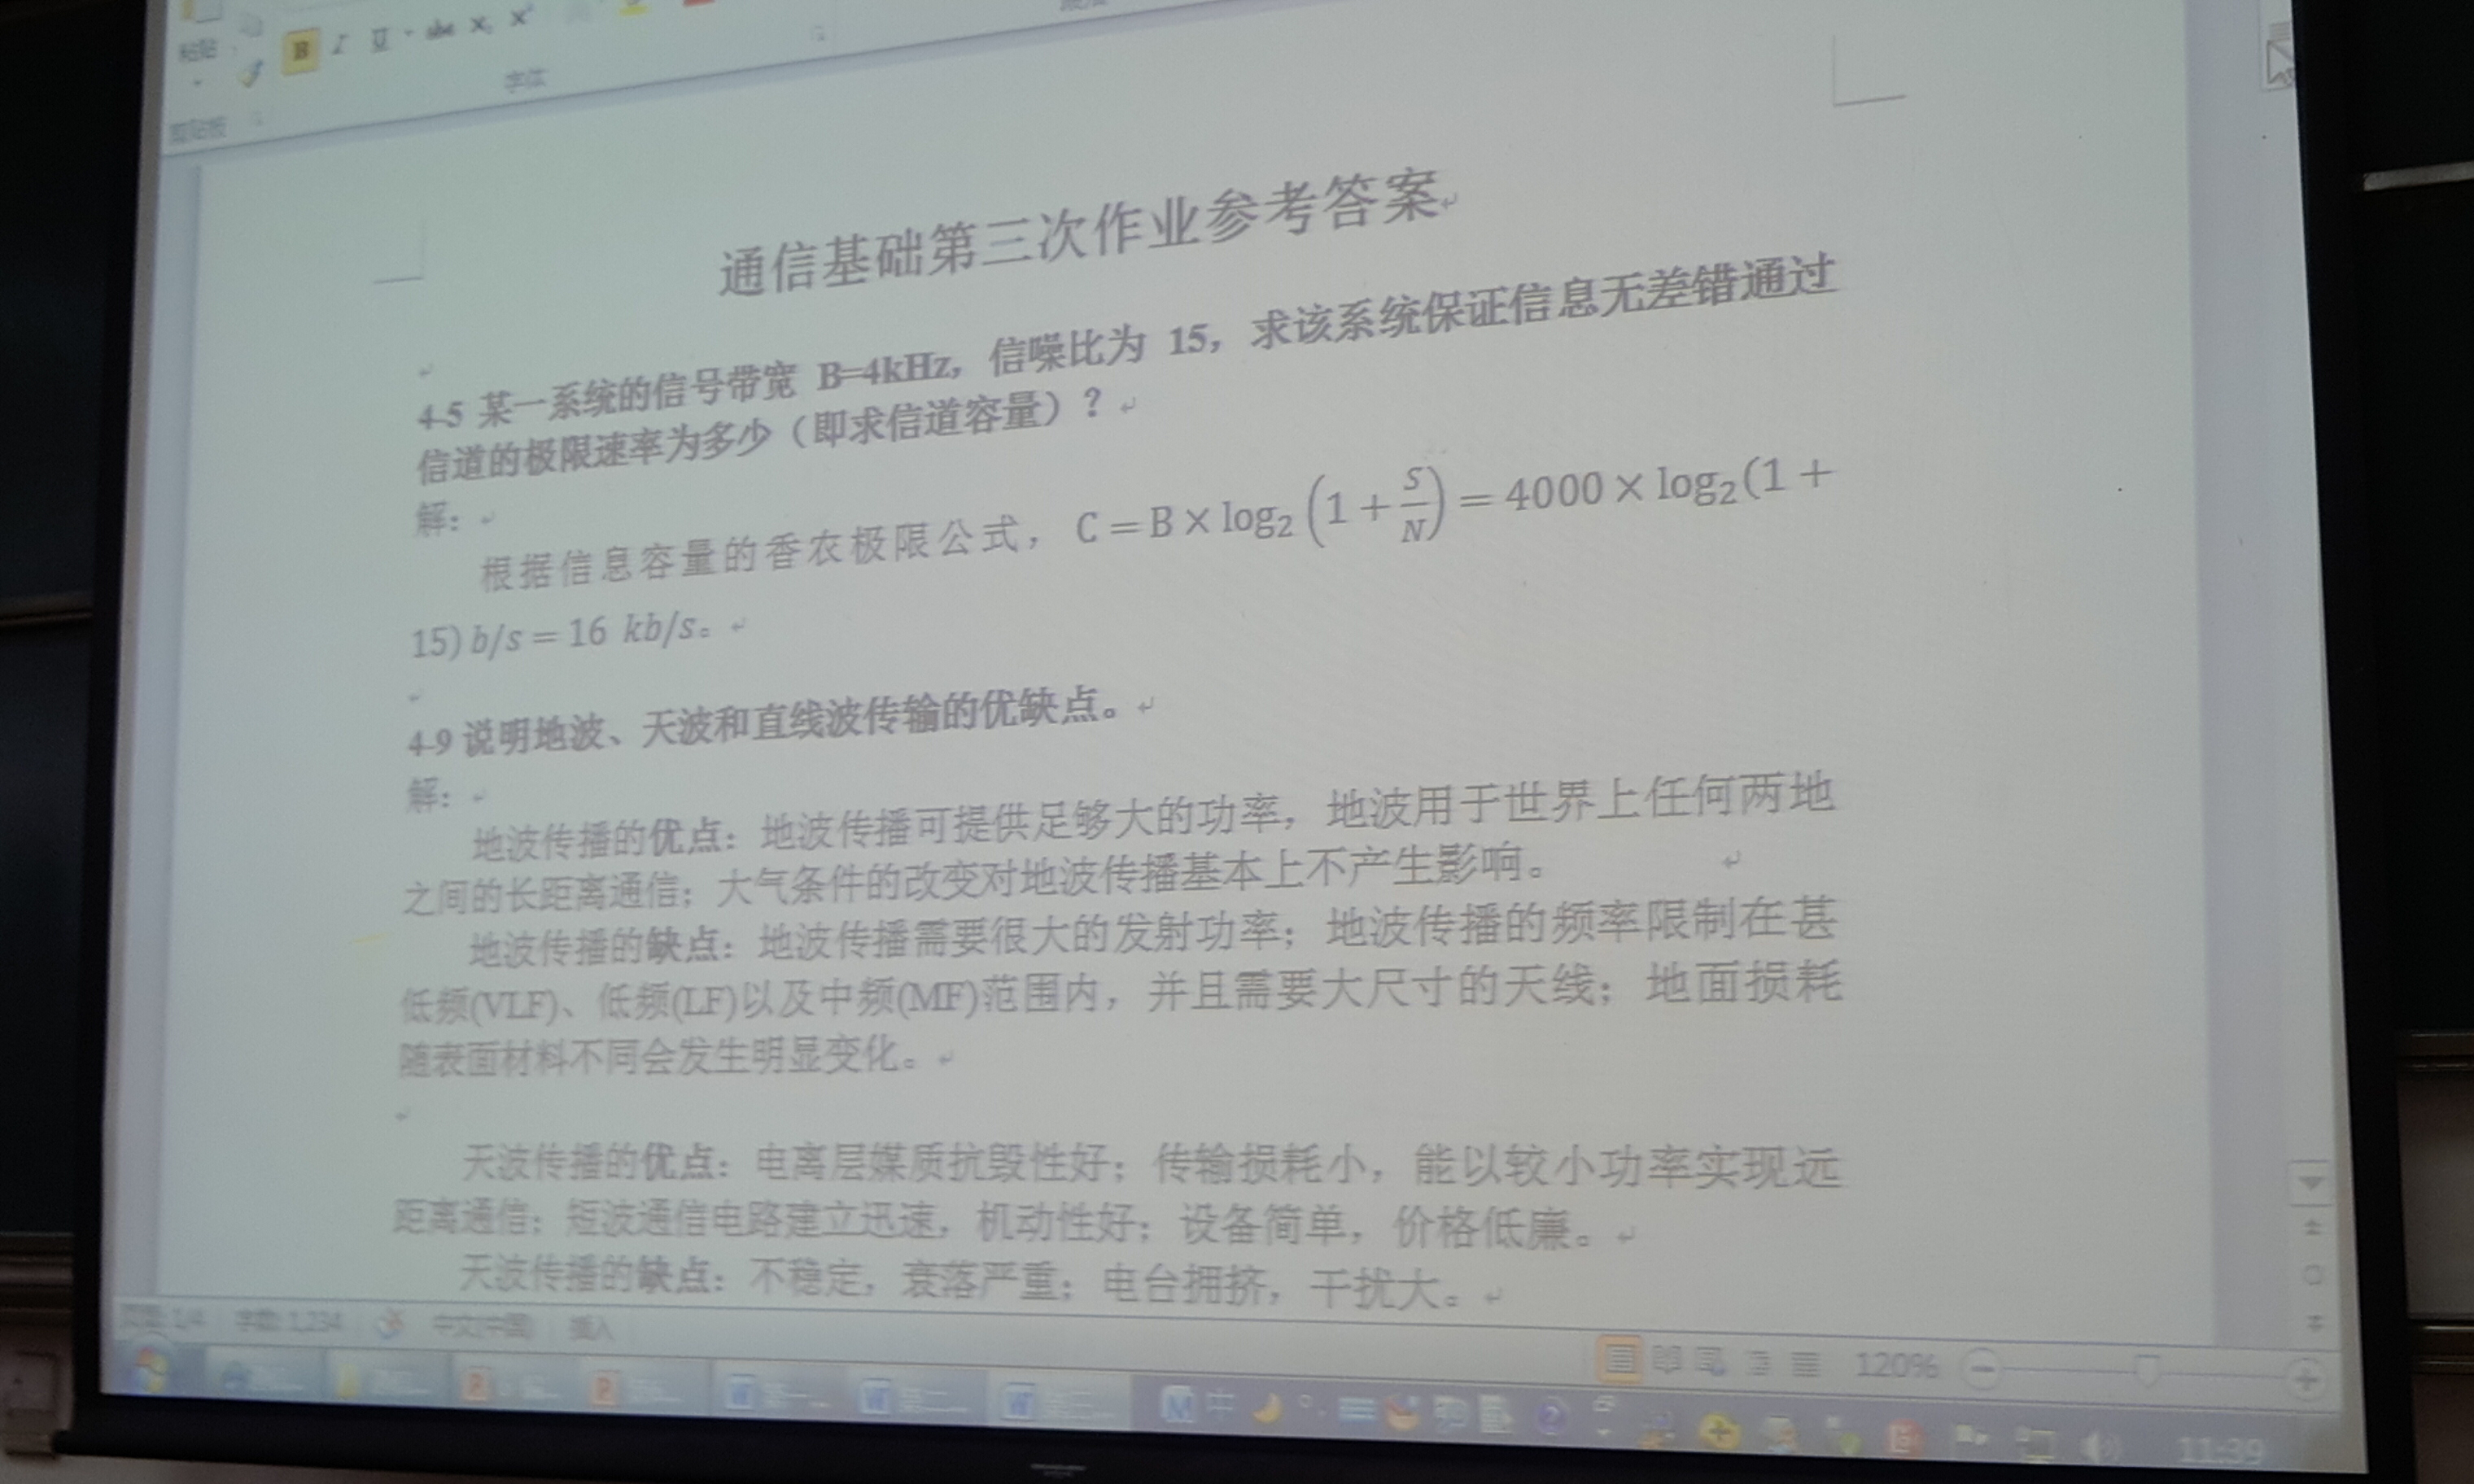 粘贴
B I U abc x₂ x²
剪贴板
字体
通信基础第三次作业参考答案
4-5 某一系统的信号带宽 B=4kHz，信噪比为 15，求该系统保证信息无差错通过
信道的极限速率为多少（即求信道容量）？
解：
根据信息容量的香农极限公式，C = B × log₂ (1 + S/N) = 4000 × log₂(1 +
15) b/s = 16 kb/s。
4-9 说明地波、天波和直线波传输的优缺点。
解：
地波传播的优点：地波传播可提供足够大的功率，地波用于世界上任何两地
之间的长距离通信；大气条件的改变对地波传播基本上不产生影响。
地波传播的缺点：地波传播需要很大的发射功率；地波传播的频率限制在甚
低频(VLF)、低频(LF)以及中频(MF)范围内，并且需要大尺寸的天线；地面损耗
随表面材料不同会发生明显变化。
天波传播的优点：电离层媒质抗毁性好；传输损耗小，能以较小功率实现远
距离通信；短波通信电路建立迅速，机动性好；设备简单，价格低廉。
天波传播的缺点：不稳定，衰落严重；电台拥挤，干扰大。
页面: 1/4 字数: 1,234 中文(中国) 插入
120%
第一... 第二... 第三...
中
11:39